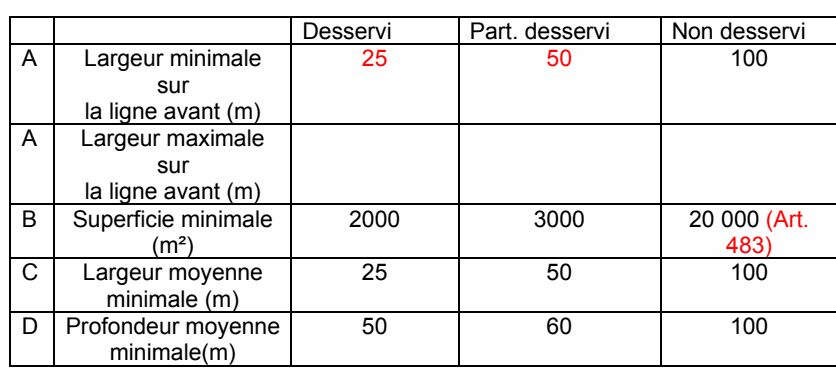 Desservi Part. desservi Non desservi
A Largeur minimale 25 50 100
sur
la ligne avant (m)
A Largeur maximale
sur
la ligne avant (m)
B Superficie minimale 2000 3000 20 000 (Art.
(m²) 483)
C Largeur moyenne 25 50 100
minimale (m)
D Profondeur moyenne 50 60 100
minimale(m)